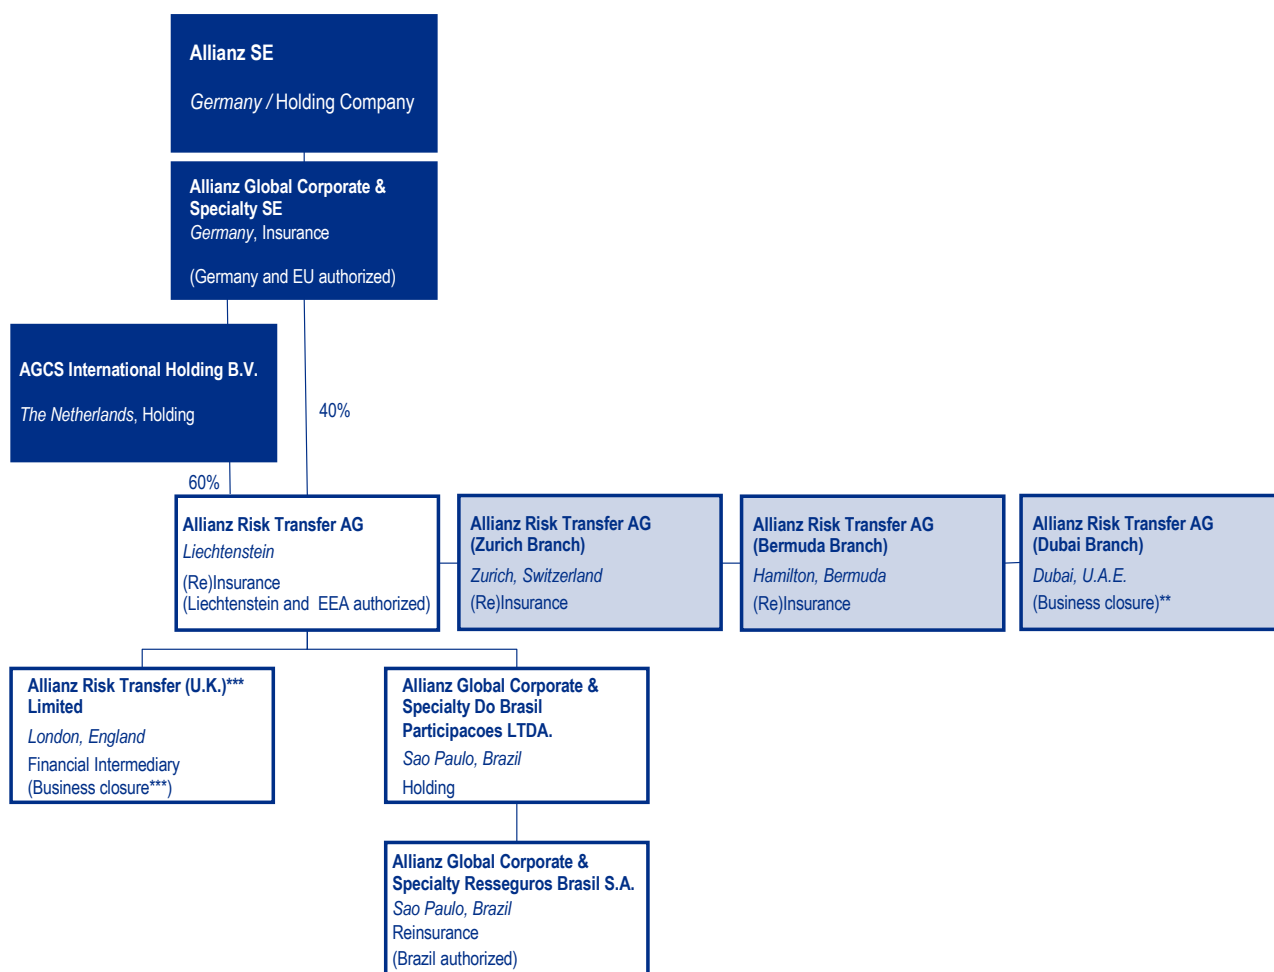 Allianz SE
Germany / Holding Company
Allianz Global Corporate &
Specialty SE
Germany, Insurance
(Germany and EU authorized)
AGCS International Holding B.V.
The Netherlands, Holding
40%
60%
Allianz Risk Transfer AG
Liechtenstein
(Re)Insurance
(Liechtenstein and EEA authorized)
Allianz Risk Transfer AG
(Zurich Branch)
Zurich, Switzerland
(Re)Insurance
Allianz Risk Transfer AG
(Bermuda Branch)
Hamilton, Bermuda
(Re)Insurance
Allianz Risk Transfer AG
(Dubai Branch)
Dubai, U.A.E.
(Business closure)**
Allianz Risk Transfer (U.K.)***
Limited
London, England
Financial Intermediary
(Business closure***)
Allianz Global Corporate &
Specialty Do Brasil
Participacoes LTDA.
Sao Paulo, Brazil
Holding
Allianz Global Corporate &
Specialty Resseguros Brasil S.A.
Sao Paulo, Brazil
Reinsurance
(Brazil authorized)